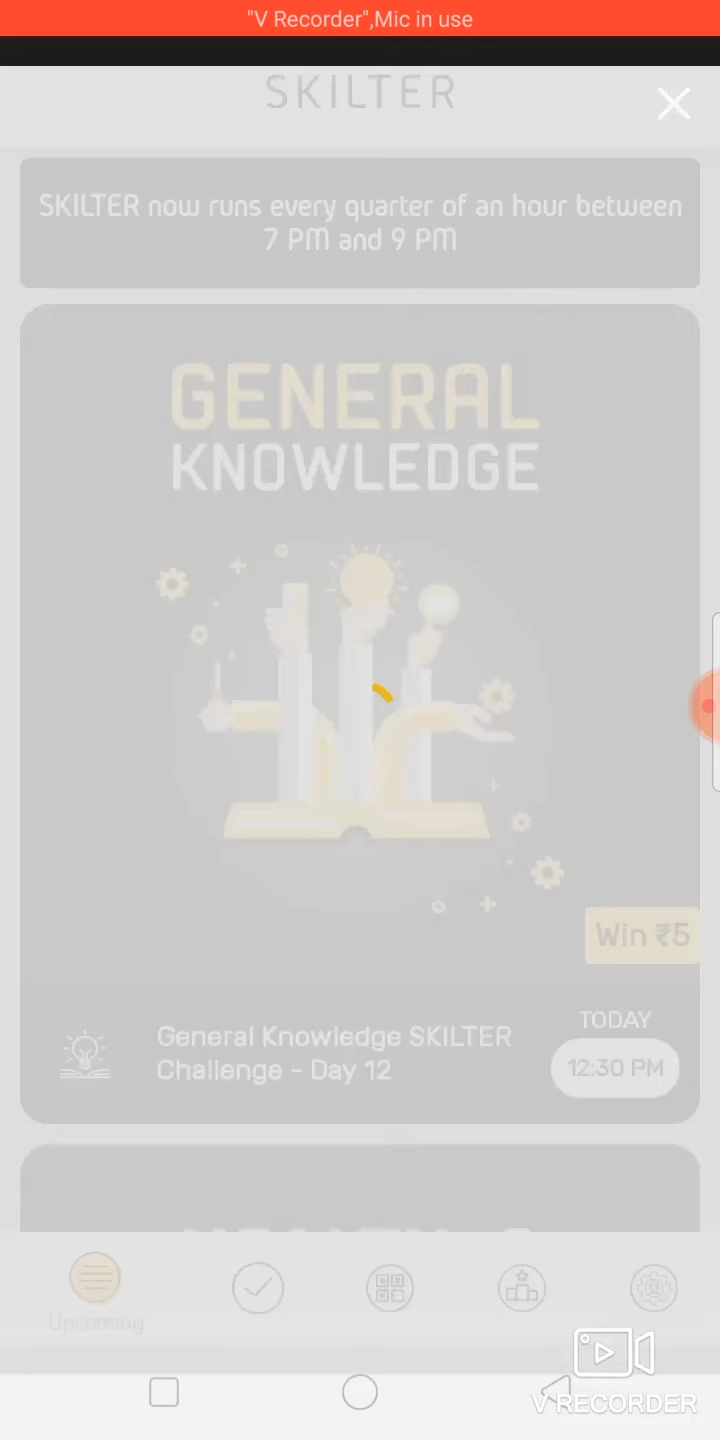 "V Recorder",Mic in use
SKILTER
SKILTER now runs every quarter of an hour between
7 PM and 9 PM
GENERAL
KNOWLEDGE
Win ₹5
General Knowledge SKILTER
Challenge - Day 12
TODAY
12:30 PM
Upcoming
V RECORDER